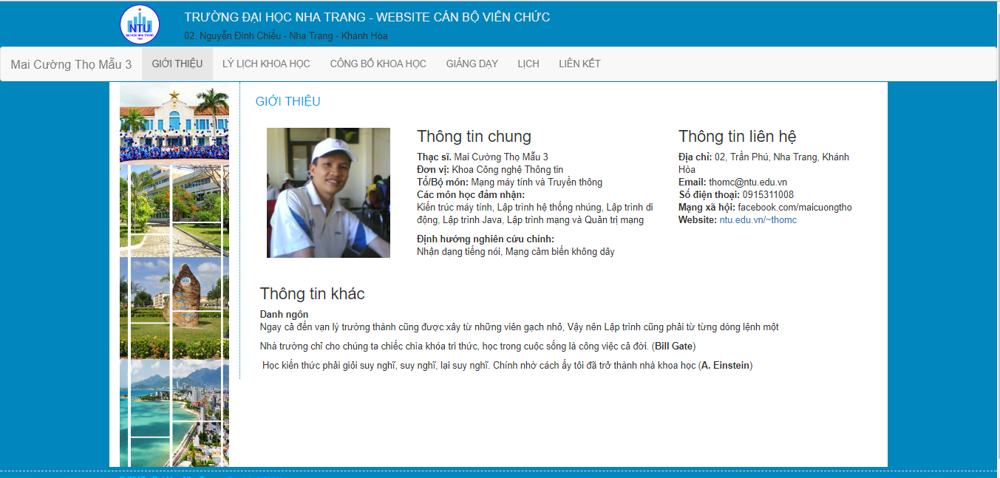 NTU
ĐẠI HỌC NHA TRANG
TRƯỜNG ĐẠI HỌC NHA TRANG - WEBSITE CÁN BỘ VIÊN CHỨC
02, Nguyễn Đình Chiểu - Nha Trang - Khánh Hòa
Mai Cường Thọ Mẫu 3 GIỚI THIỆU LÝ LỊCH KHOA HỌC CÔNG BỐ KHOA HỌC GIẢNG DẠY LỊCH LIÊN KẾT
GIỚI THIỆU
Thông tin chung
Thạc sĩ. Mai Cường Thọ Mẫu 3
Đơn vị: Khoa Công nghệ Thông tin
Tổ/Bộ môn: Mạng máy tính và Truyền thông
Các môn học đảm nhận:
Kiến trúc máy tính, Lập trình hệ thống nhúng, Lập trình di
động, Lập trình Java, Lập trình mạng và Quản trị mạng
Định hướng nghiên cứu chính:
Nhận dạng tiếng nói, Mạng cảm biến không dây
Thông tin liên hệ
Địa chỉ: 02, Trần Phú, Nha Trang, Khánh
Hòa
Email: thomc@ntu.edu.vn
Số điện thoại: 0915311008
Mạng xã hội: facebook.com/maicuongtho
Website: ntu.edu.vn/~thomc
Thông tin khác
Danh ngôn
Ngay cả đến vạn lý trường thành cũng được xây từ những viên gạch nhỏ, Vậy nên Lập trình cũng phải từ từng dòng lệnh một
Nhà trường chỉ cho chúng ta chiếc chìa khóa tri thức, học trong cuộc sống là công việc cả đời. (Bill Gate)
Học kiến thức phải giỏi suy nghĩ, suy nghĩ, lại suy nghĩ. Chính nhờ cách ấy tôi đã trở thành nhà khoa học (A. Einstein)